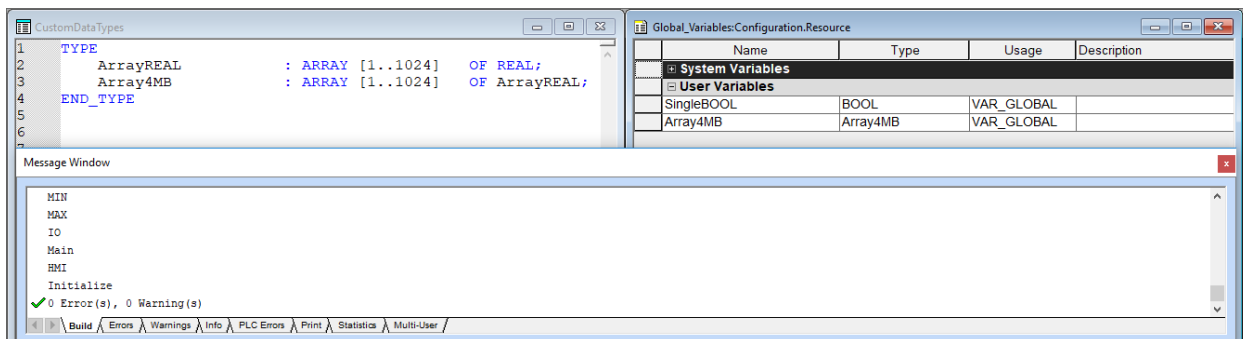 CustomDataTypes
1 TYPE
2 ArrayREAL : ARRAY [1..1024] OF REAL;
3 Array4MB : ARRAY [1..1024] OF ArrayREAL;
4 END_TYPE
5
6
Global_Variables:Configuration.Resource
Name Type Usage Description
System Variables
User Variables
SingleBOOL BOOL VAR_GLOBAL
Array4MB Array4MB VAR_GLOBAL
Message Window
MIN
MAX
IO
Main
HMI
Initialize
0 Error(s), 0 Warning(s)
Build Errors Warnings Info PLC Errors Print Statistics Multi-User